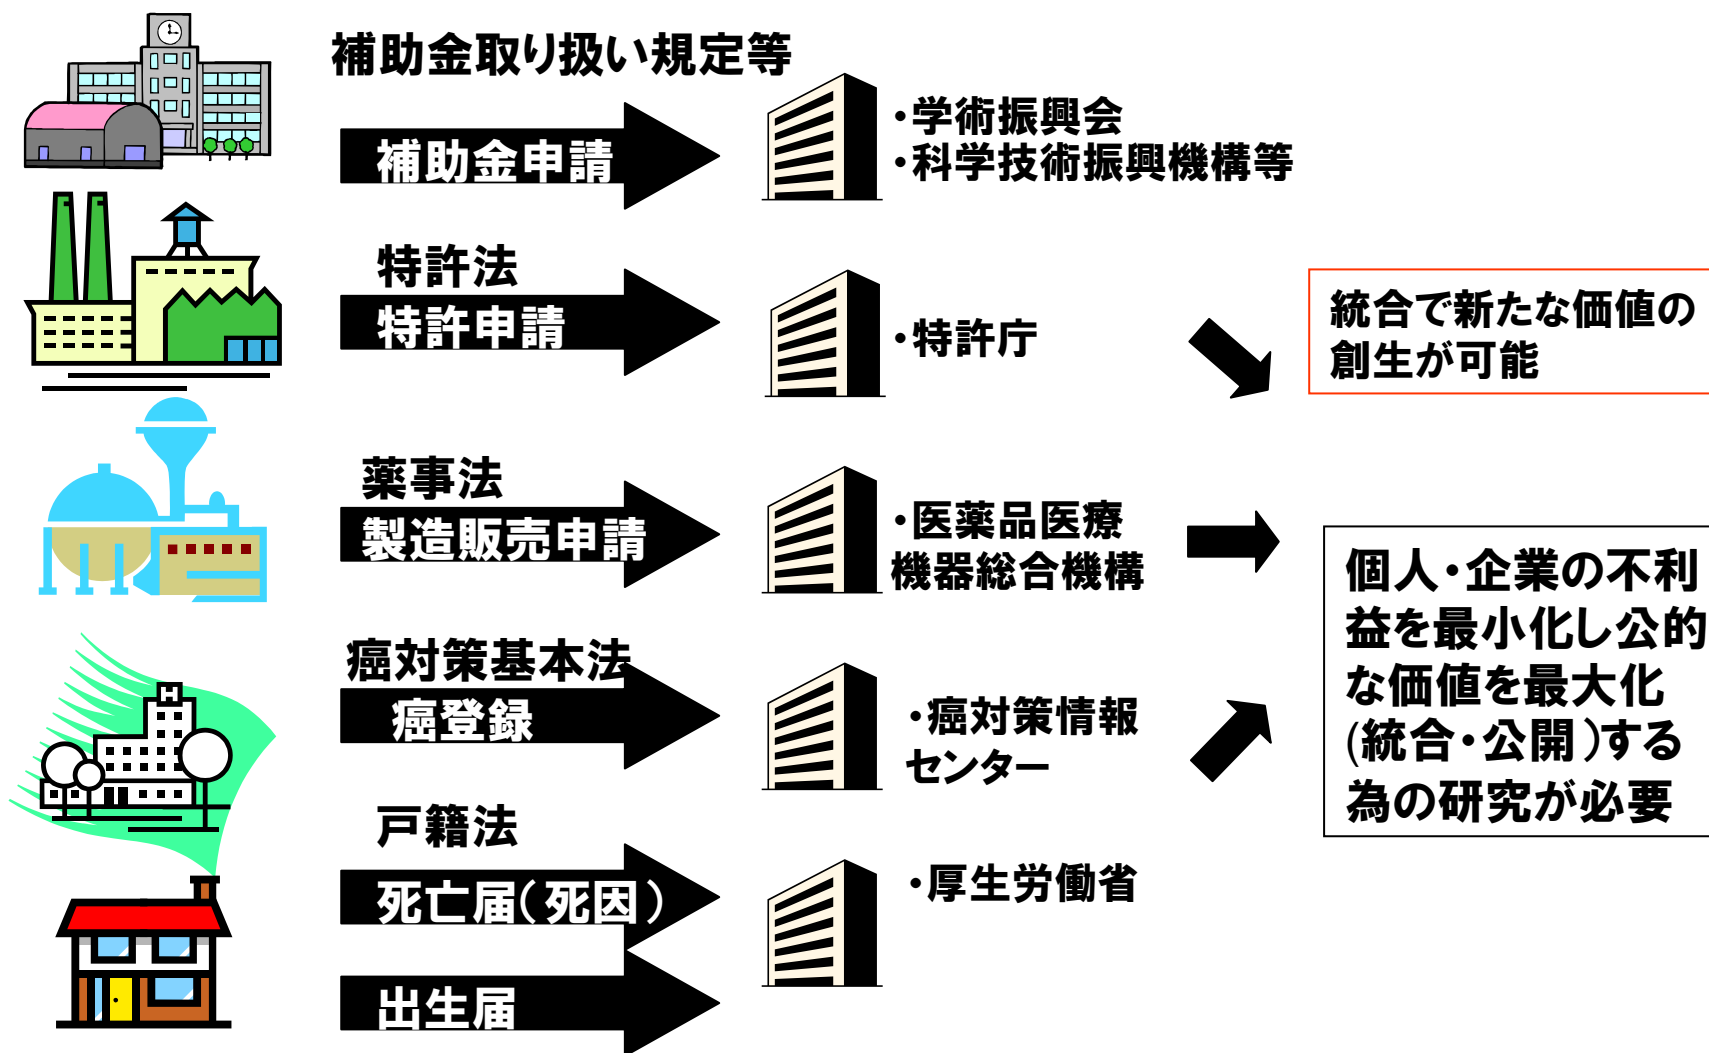 補助金取り扱い規定等
補助金申請
・学術振興会
・科学技術振興機構等
特許法
特許申請
・特許庁
統合で新たな価値の
創生が可能
薬事法
製造販売申請
・医薬品医療
機器総合機構
個人・企業の不利
益を最小化し公的
な価値を最大化
(統合・公開)する
為の研究が必要
癌対策基本法
癌登録
・癌対策情報
センター
戸籍法
死亡届(死因)
・厚生労働省
出生届